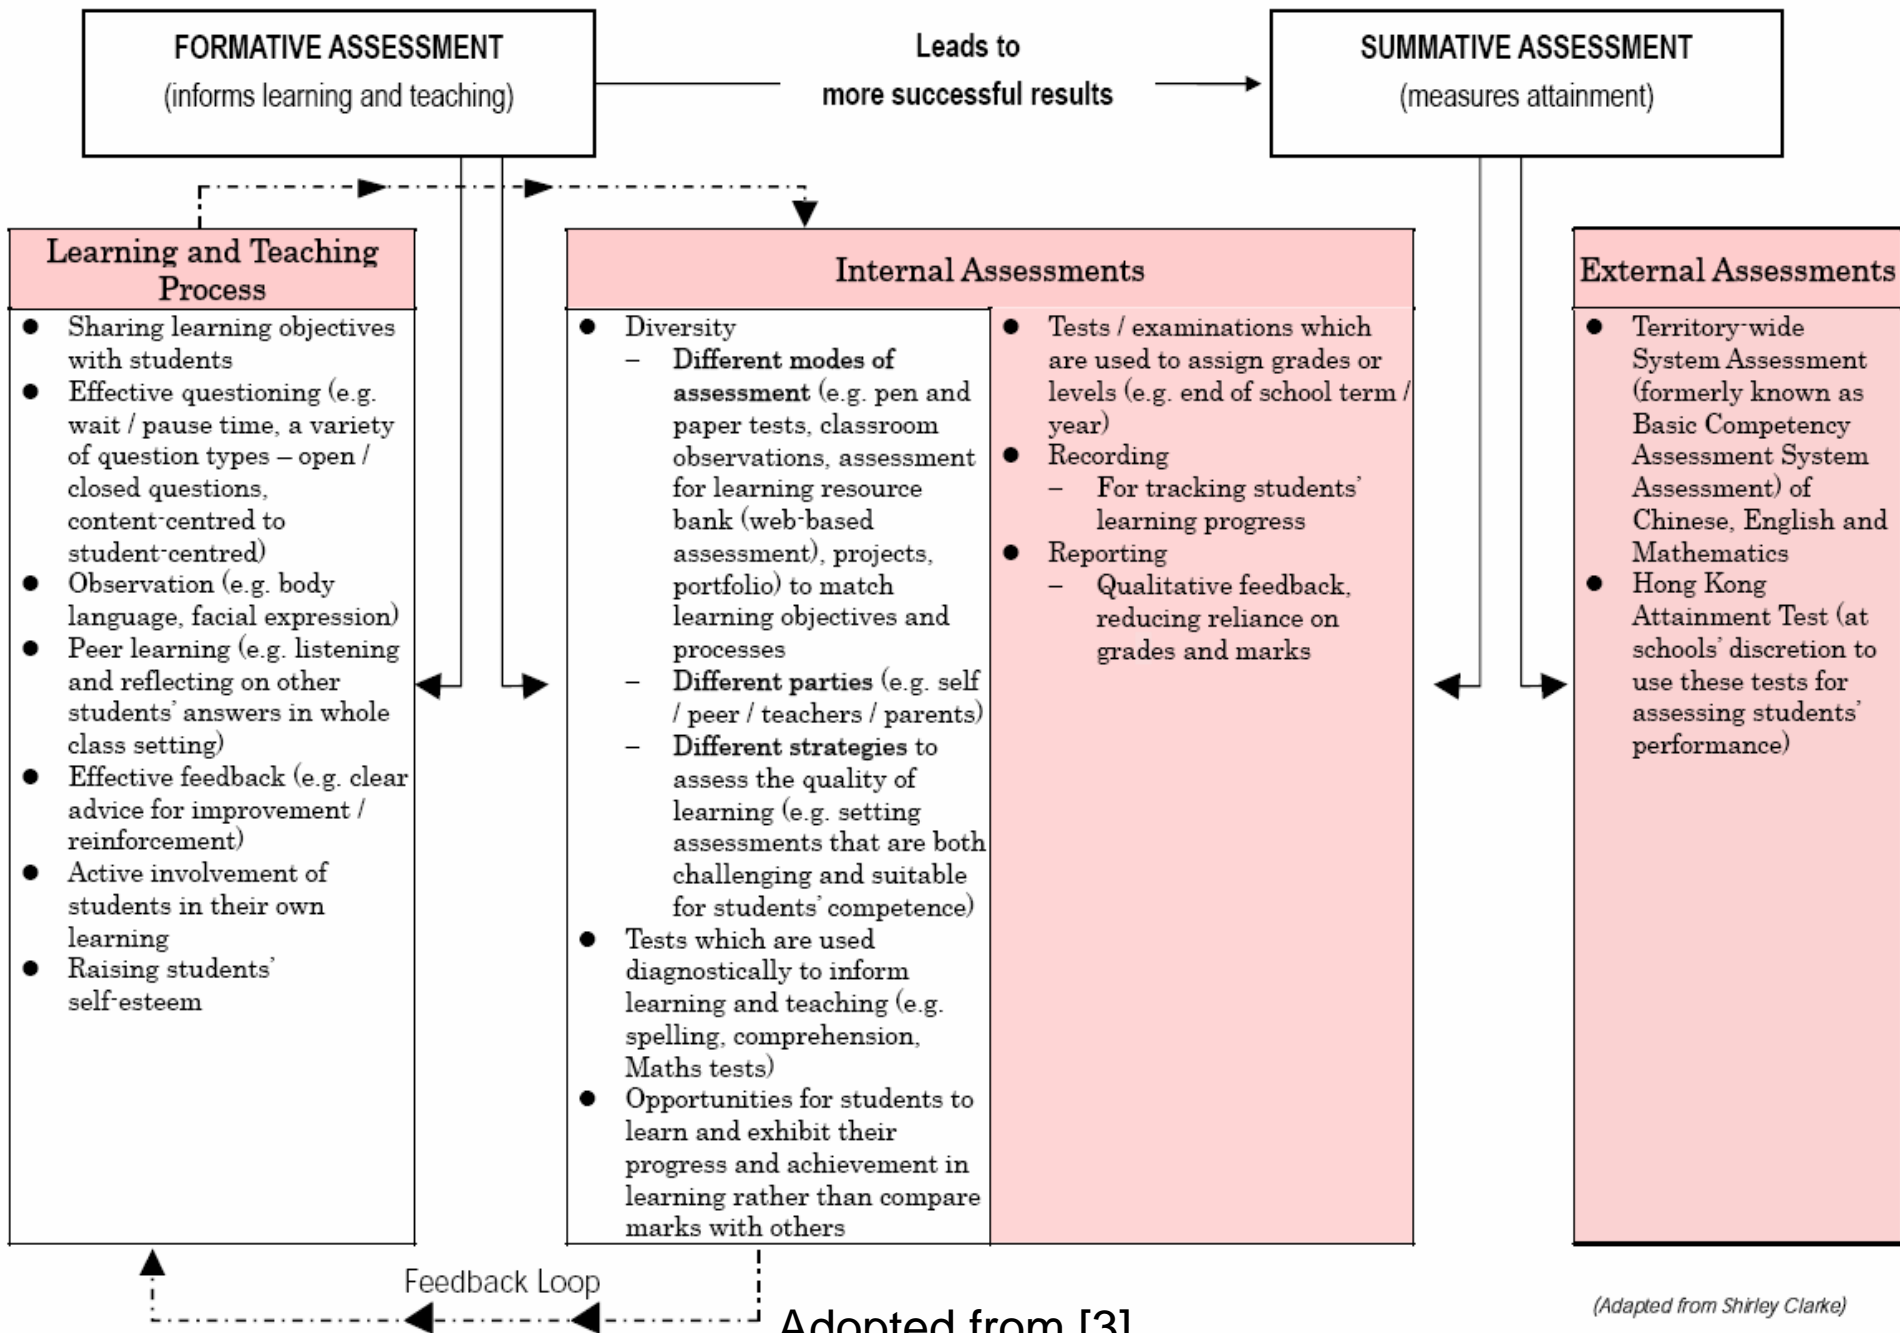 FORMATIVE ASSESSMENT
(informs learning and teaching)
Leads to
more successful results
SUMMATIVE ASSESSMENT
(measures attainment)
Learning and Teaching
Process
● Sharing learning objectives
with students
● Effective questioning (e.g.
wait / pause time, a variety
of question types – open /
closed questions,
content-centred to
student-centred)
● Observation (e.g. body
language, facial expression)
● Peer learning (e.g. listening
and reflecting on other
students' answers in whole
class setting)
● Effective feedback (e.g. clear
advice for improvement /
reinforcement)
● Active involvement of
students in their own
learning
● Raising students'
self-esteem
Internal Assessments
● Diversity
– Different modes of
assessment (e.g. pen and
paper tests, classroom
observations, assessment
for learning resource
bank (web-based
assessment), projects,
portfolio) to match
learning objectives and
processes
– Different parties (e.g. self
/ peer / teachers / parents)
– Different strategies to
assess the quality of
learning (e.g. setting
assessments that are both
challenging and suitable
for students' competence)
● Tests which are used
diagnostically to inform
learning and teaching (e.g.
spelling, comprehension,
Maths tests)
● Opportunities for students to
learn and exhibit their
progress and achievement in
learning rather than compare
marks with others
● Tests / examinations which
are used to assign grades or
levels (e.g. end of school term /
year)
● Recording
– For tracking students'
learning progress
● Reporting
– Qualitative feedback,
reducing reliance on
grades and marks
External Assessments
● Territory-wide
System Assessment
(formerly known as
Basic Competency
Assessment System
Assessment) of
Chinese, English and
Mathematics
● Hong Kong
Attainment Test (at
schools' discretion to
use these tests for
assessing students'
performance)
Feedback Loop
Adopted from [3]
(Adapted from Shirley Clarke)